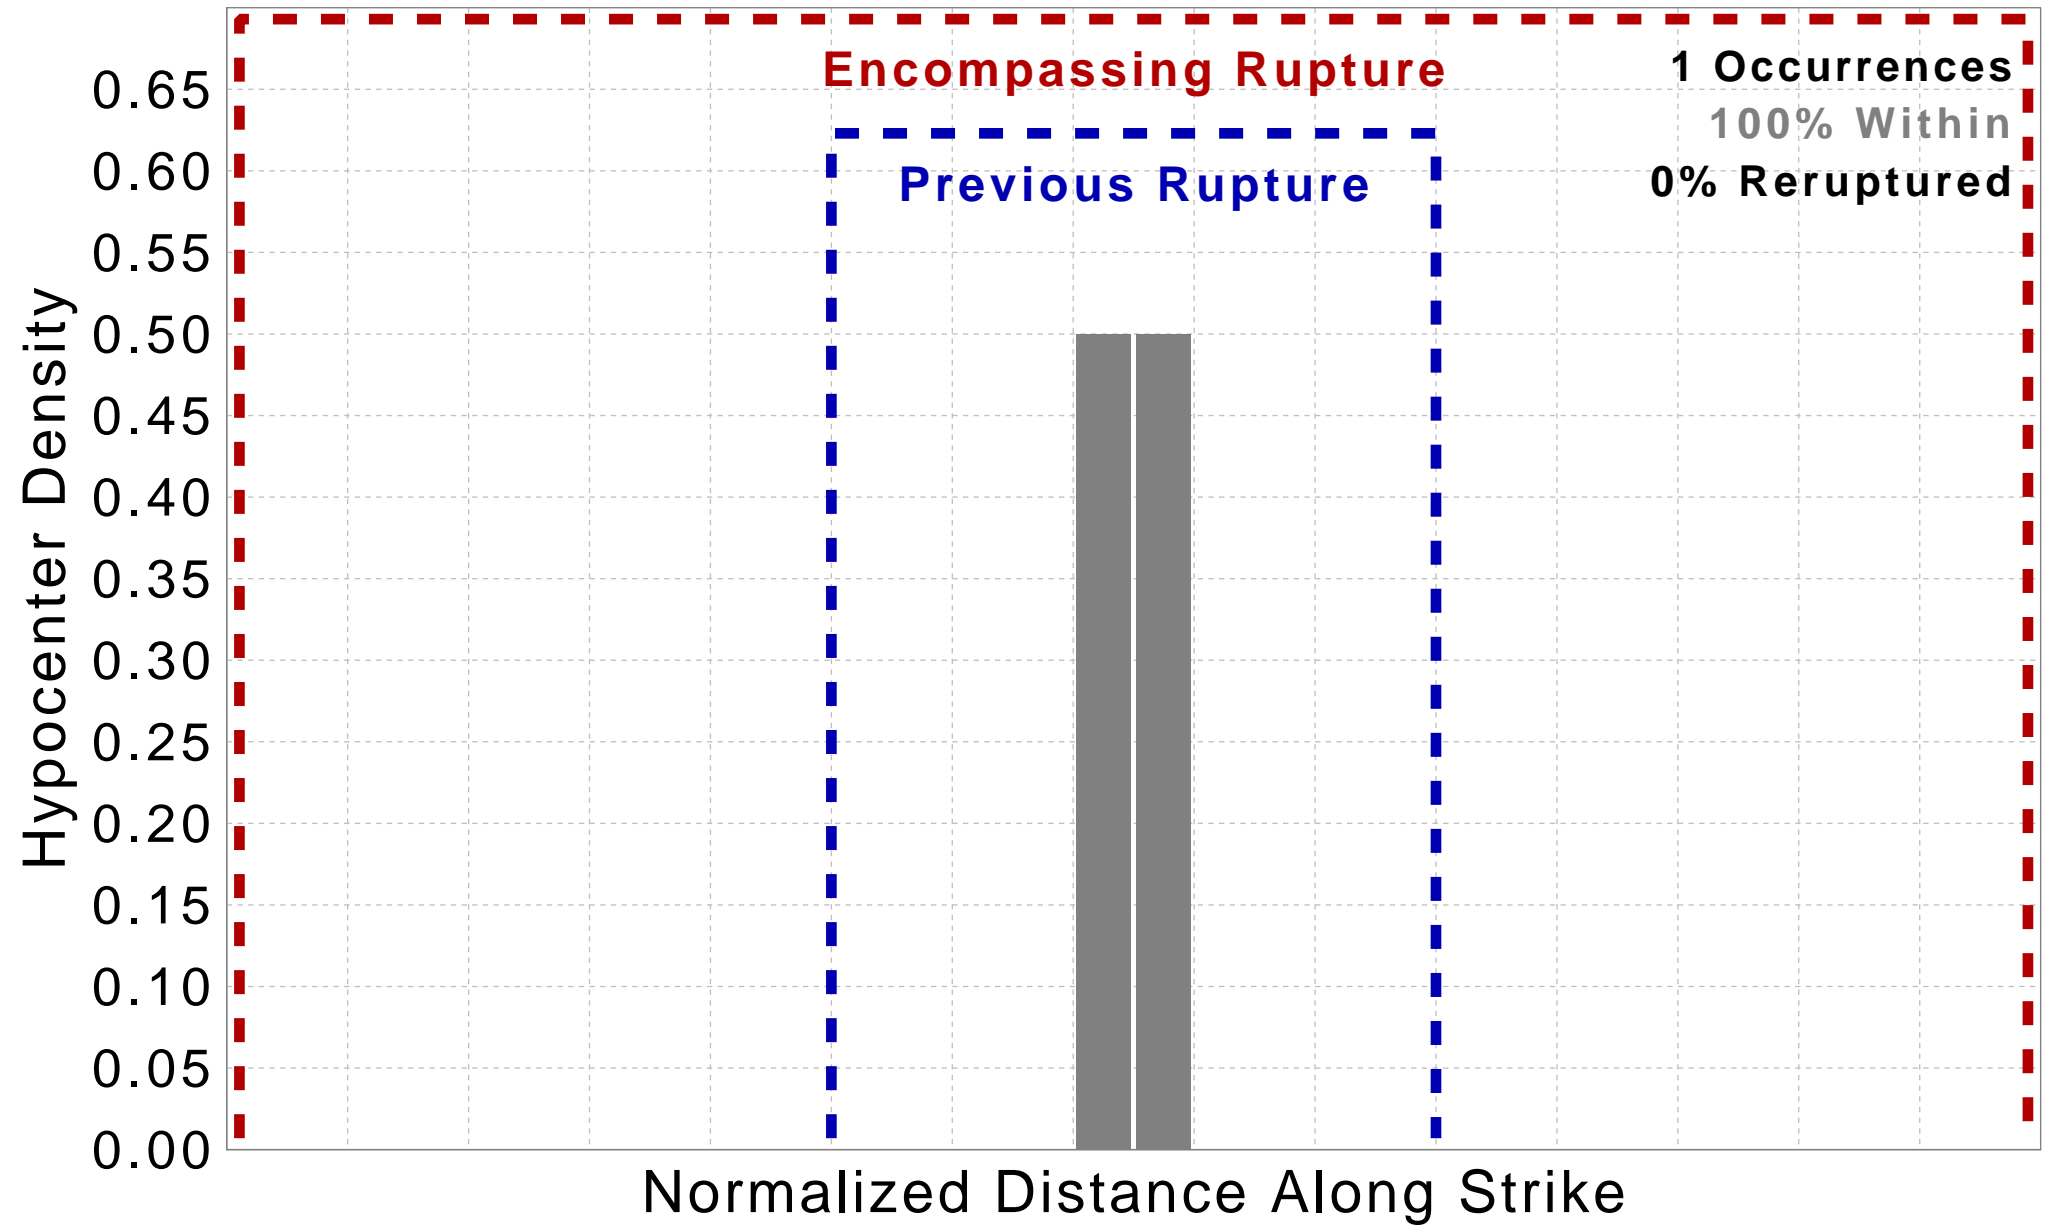 Encompassing Rupture
1 Occurrences
100% Within
0% Reruptured
Previous Rupture
Hypocenter Density
0.65
0.60
0.55
0.50
0.45
0.40
0.35
0.30
0.25
0.20
0.15
0.10
0.05
0.00
Normalized Distance Along Strike